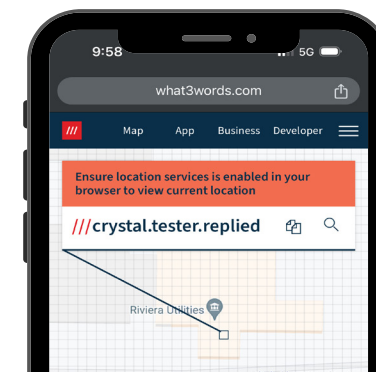 9:58
5G
what3words.com
///
Map App Business Developer
Ensure location services is enabled in your
browser to view current location
///crystal.tester.replied
Riviera Utilities